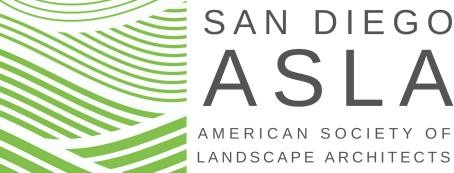 SAN DIEGO
ASLA
AMERICAN SOCIETY OF
LANDSCAPE ARCHITECTS